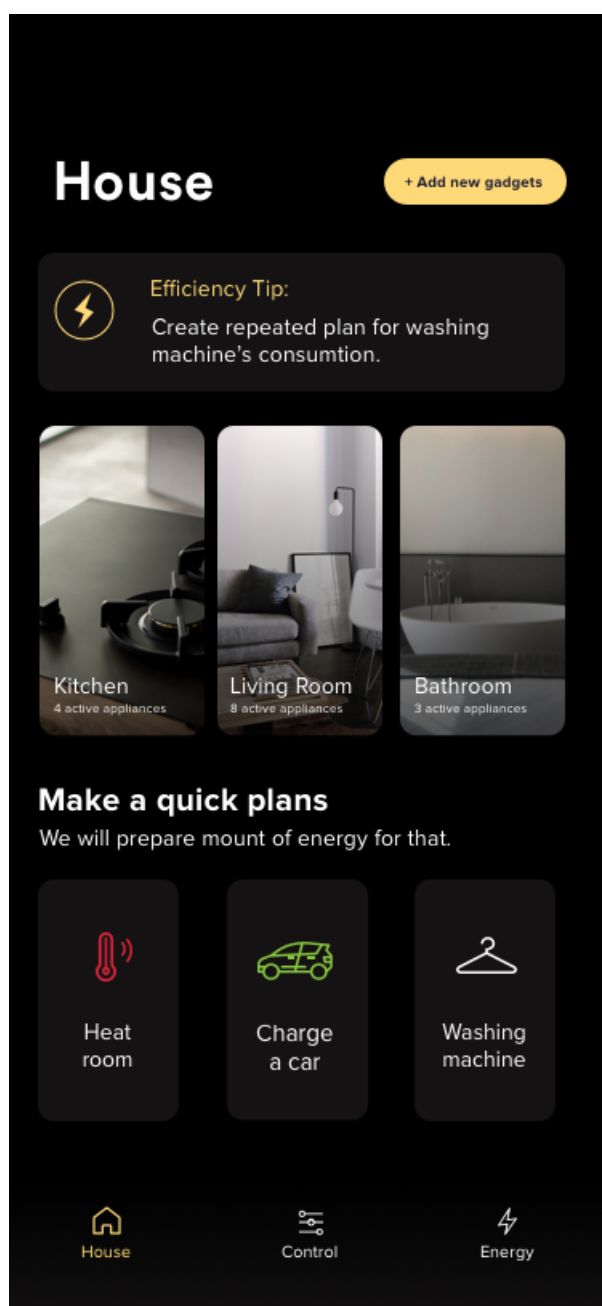 House
+ Add new gadgets
Efficiency Tip:
Create repeated plan for washing
machine's consumtion.
Kitchen
4 active appliances
Living Room
8 active appliances
Bathroom
3 active appliances
Make a quick plans
We will prepare mount of energy for that.
Heat
room
Charge
a car
Washing
machine
House
Control
Energy